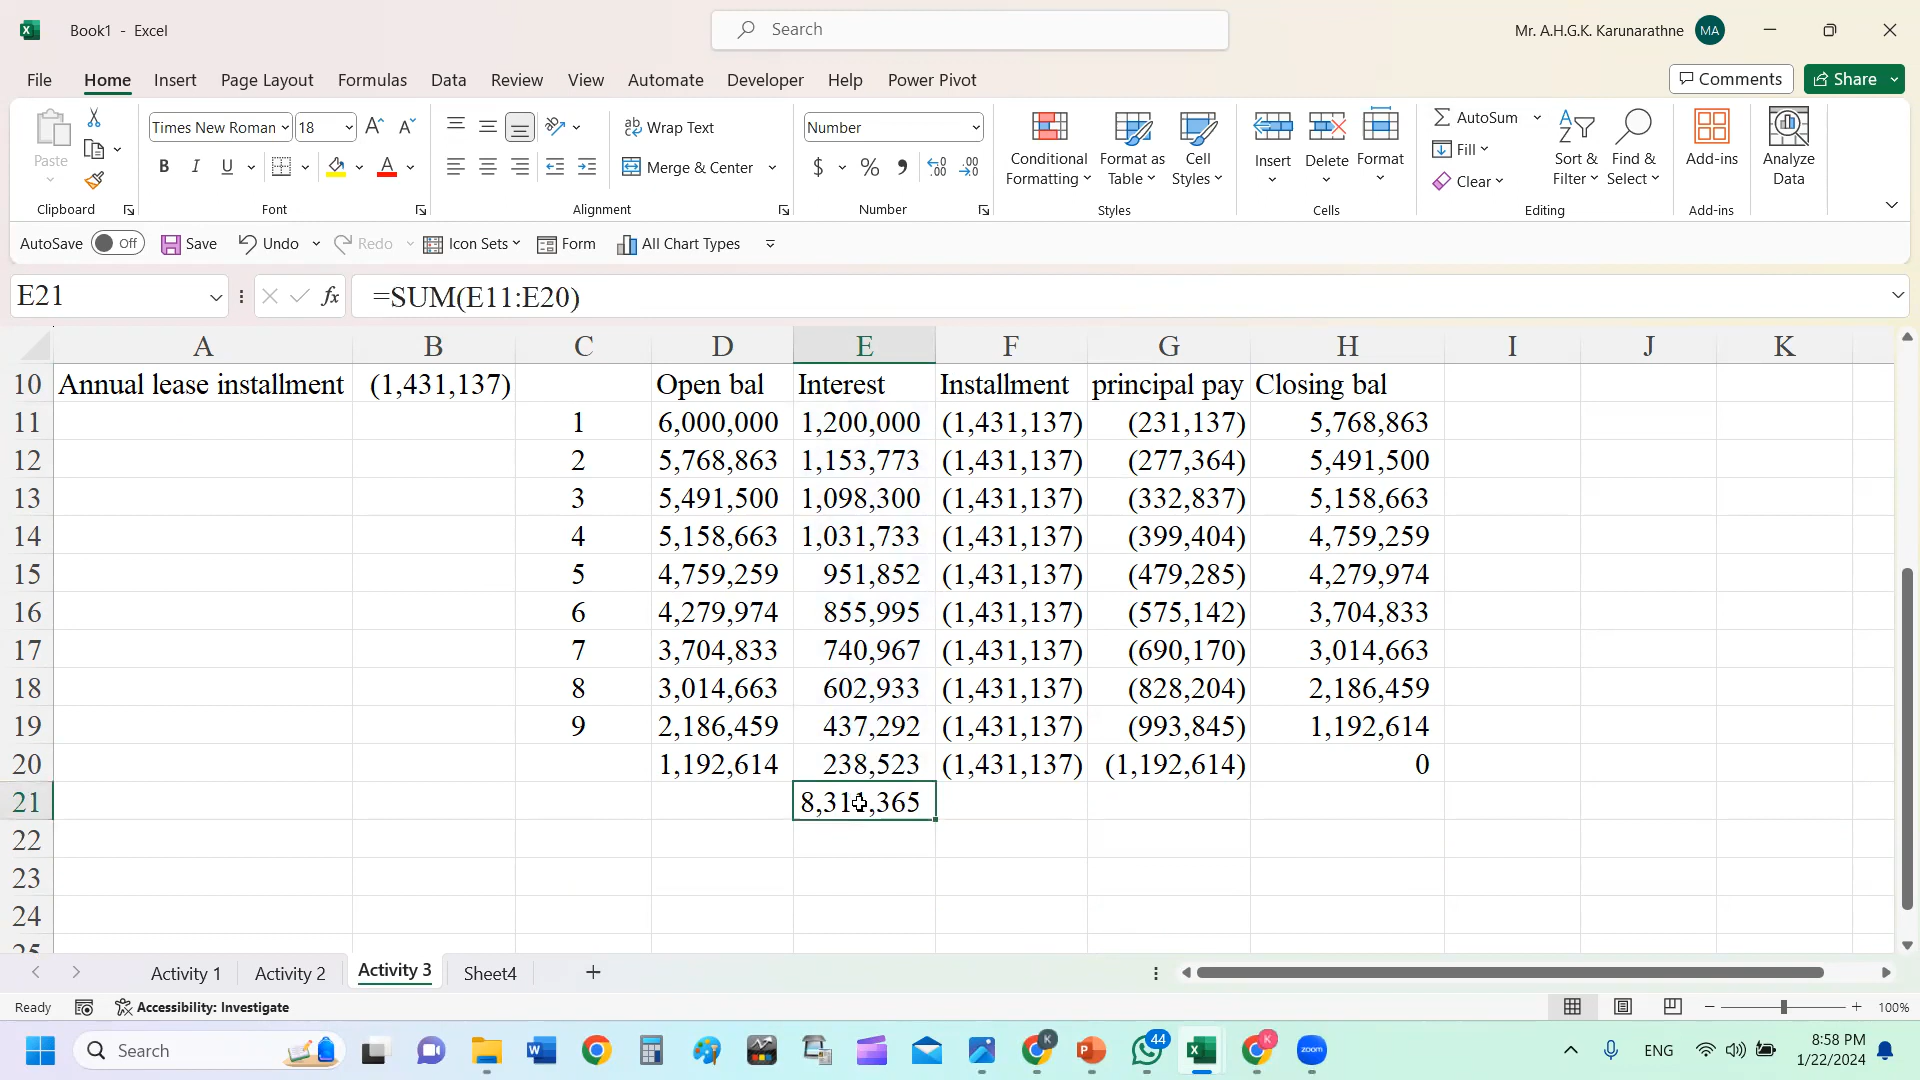 Book1 - Excel
Search
Mr. A.H.G.K. Karunarathne MA
File Home Insert Page Layout Formulas Data Review View Automate Developer Help Power Pivot
Comments Share
Paste
Clipboard
Times New Roman 18
B I U
Font
ab Wrap Text
Merge & Center
Alignment
Number
$ % , .00
Number
Conditional Formatting
Format as Table
Cell Styles
Styles
Insert Delete Format
Cells
AutoSum
Fill
Clear
Sort & Filter
Find & Select
Editing
Add-ins
Add-ins
Analyze Data
AutoSave Off Save Undo Redo Icon Sets Form All Chart Types
E21 fx =SUM(E11:E20)
A B C D E F G H I J K
10 Annual lease installment (1,431,137) Open bal Interest Installment principal pay Closing bal
11 1 6,000,000 1,200,000 (1,431,137) (231,137) 5,768,863
12 2 5,768,863 1,153,773 (1,431,137) (277,364) 5,491,500
13 3 5,491,500 1,098,300 (1,431,137) (332,837) 5,158,663
14 4 5,158,663 1,031,733 (1,431,137) (399,404) 4,759,259
15 5 4,759,259 951,852 (1,431,137) (479,285) 4,279,974
16 6 4,279,974 855,995 (1,431,137) (575,142) 3,704,833
17 7 3,704,833 740,967 (1,431,137) (690,170) 3,014,663
18 8 3,014,663 602,933 (1,431,137) (828,204) 2,186,459
19 9 2,186,459 437,292 (1,431,137) (993,845) 1,192,614
20 1,192,614 238,523 (1,431,137) (1,192,614) 0
21 8,311,365
22
23
24
25
Activity 1 Activity 2 Activity 3 Sheet4
Ready Accessibility: Investigate 100%
Search 44 zoom ENG 8:58 PM
1/22/2024